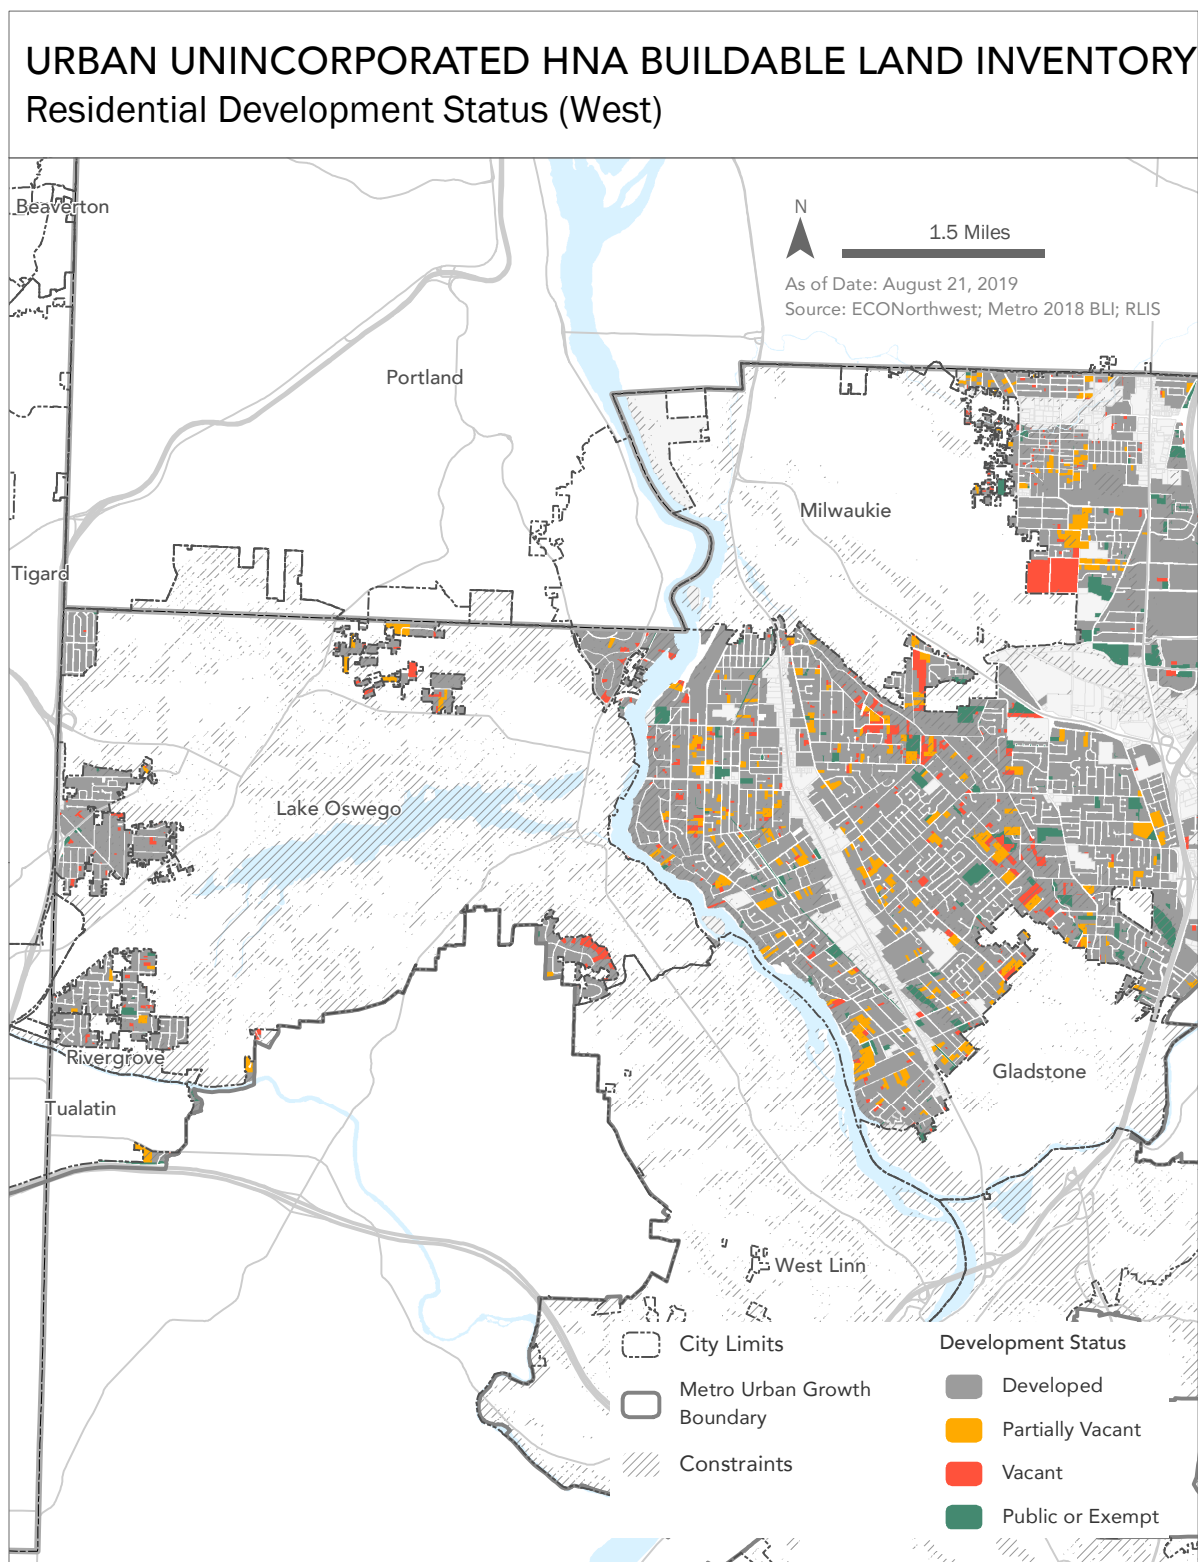 URBAN UNINCORPORATED HNA BUILDABLE LAND INVENTORY
Residential Development Status (West)
Beaverton
N
1.5 Miles
As of Date: August 21, 2019
Source: ECONorthwest; Metro 2018 BLI; RLIS
Portland
Milwaukie
Tigard
Lake Oswego
Rivergrove
Gladstone
Tualatin
West Linn
City Limits
Metro Urban Growth
Boundary
Constraints
Development Status
Developed
Partially Vacant
Vacant
Public or Exempt